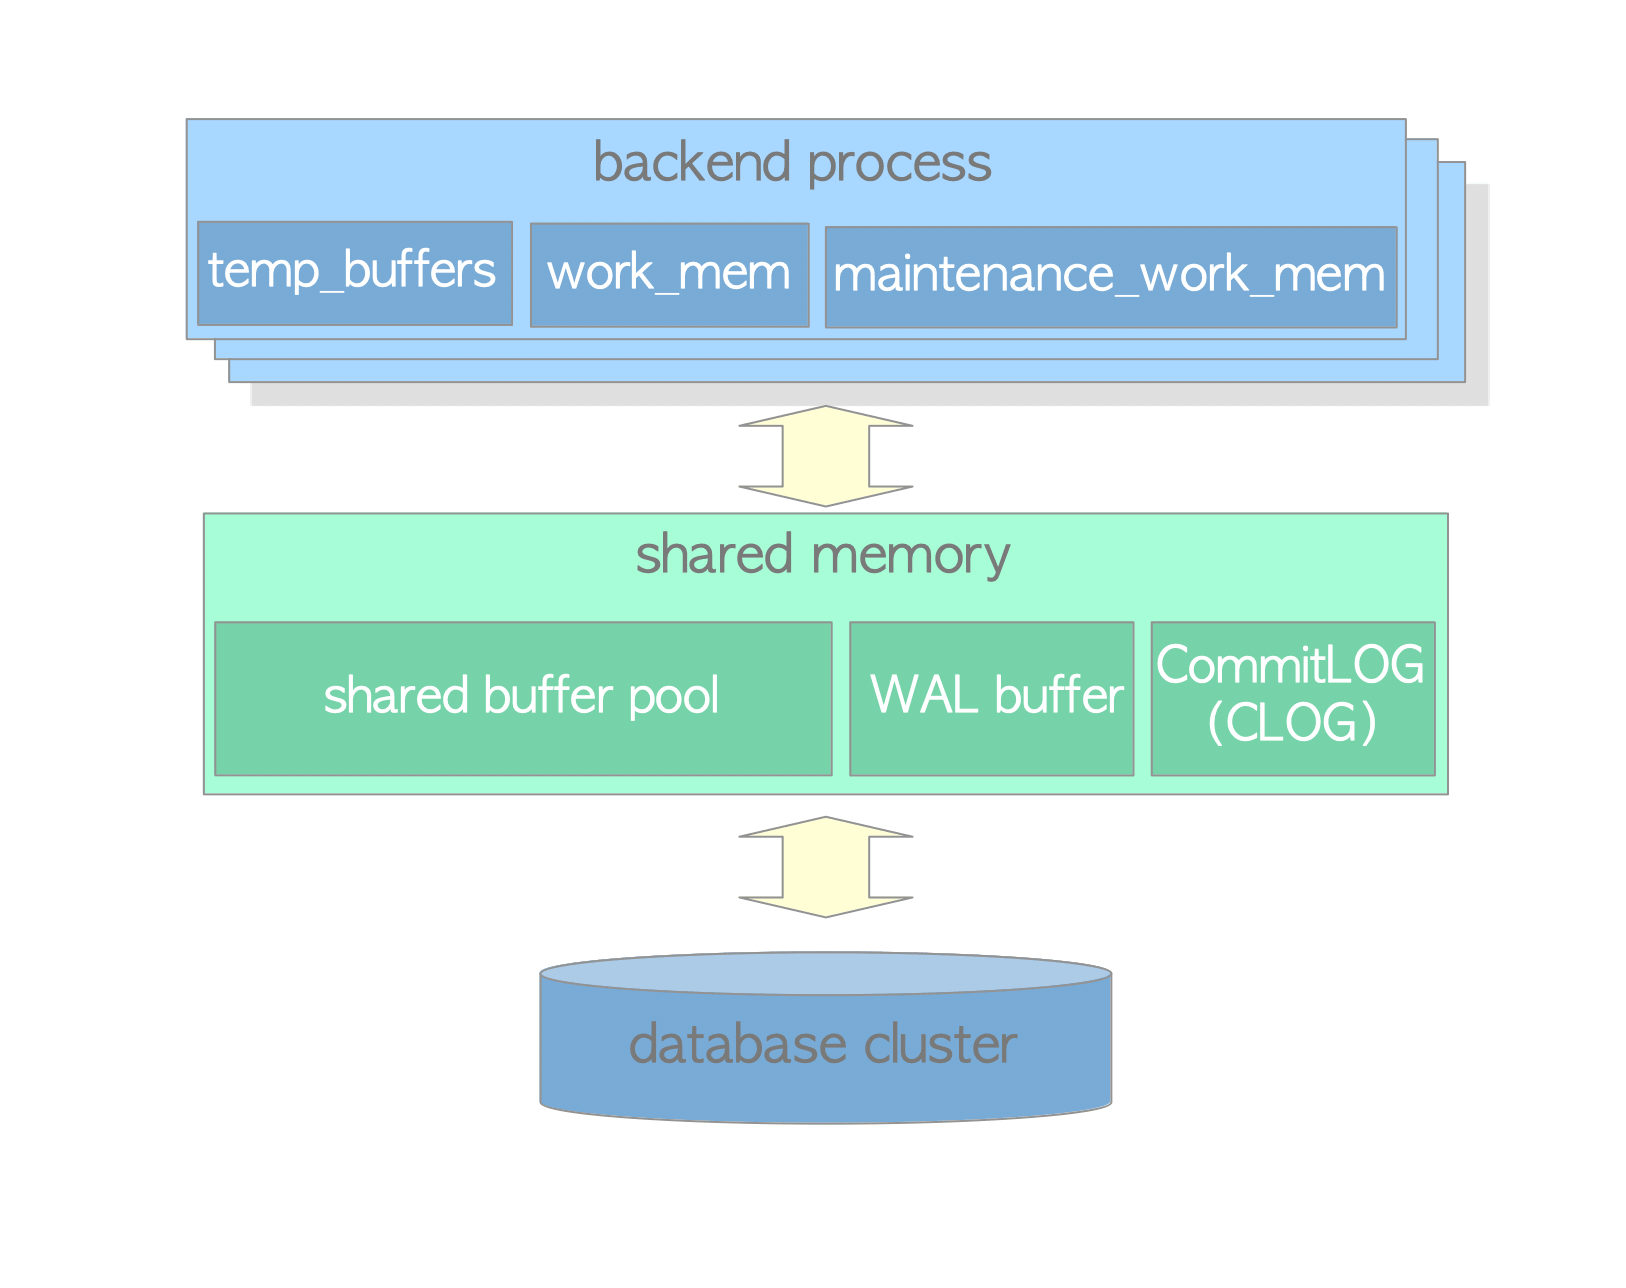 backend process
temp_buffers
work_mem
maintenance_work_mem
shared memory
shared buffer pool
WAL buffer
CommitLOG
(CLOG)
database cluster